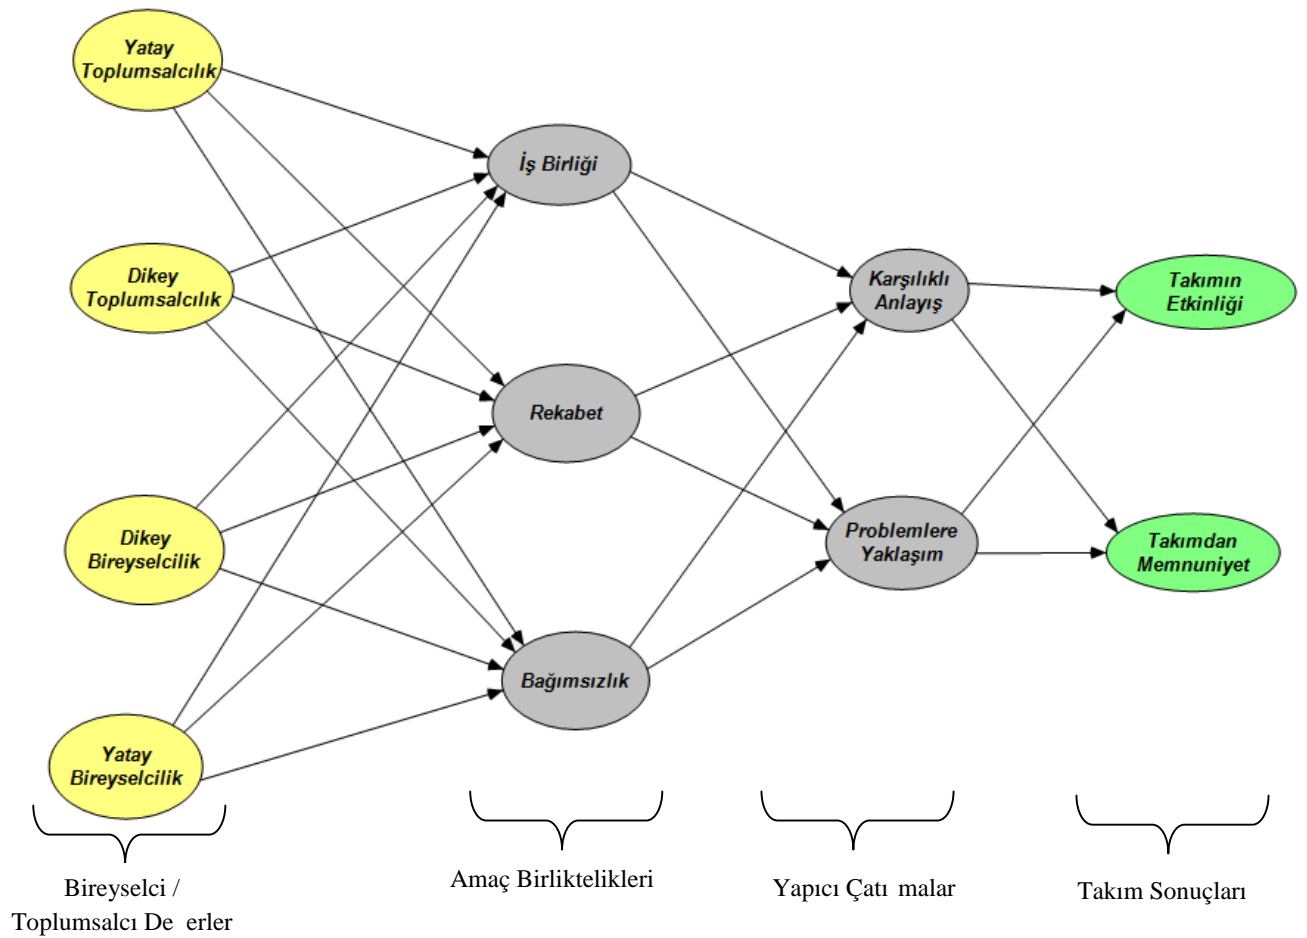 Yatay
Toplumsalcılık
Dikey
Toplumsalcılık
Dikey
Bireyselcilik
Yatay
Bireyselcilik
İş Birliği
Rekabet
Bağımsızlık
Karşılıklı
Anlayış
Problemlere
Yaklaşım
Takımın
Etkinliği
Takımdan
Memnuniyet
Bireyselci /
Toplumsalcı De erler
Amaç Birliktelikleri
Yapıcı Çatı malar
Takım Sonuçları